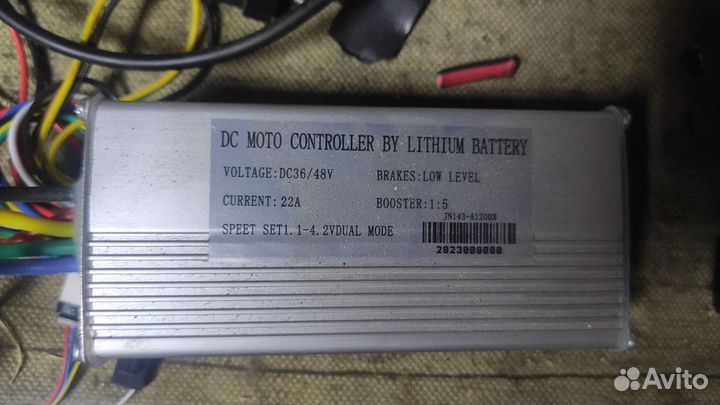 DC MOTO CONTROLLER BY LITHIUM BATTERY
VOLTAGE:DC36/48V BRAKES:LOW LEVEL
CURRENT:22A BOOSTER:1:5
SPEET SET1.1-4.2VDUAL MODE
JN143-A12003
2023000000
Avito